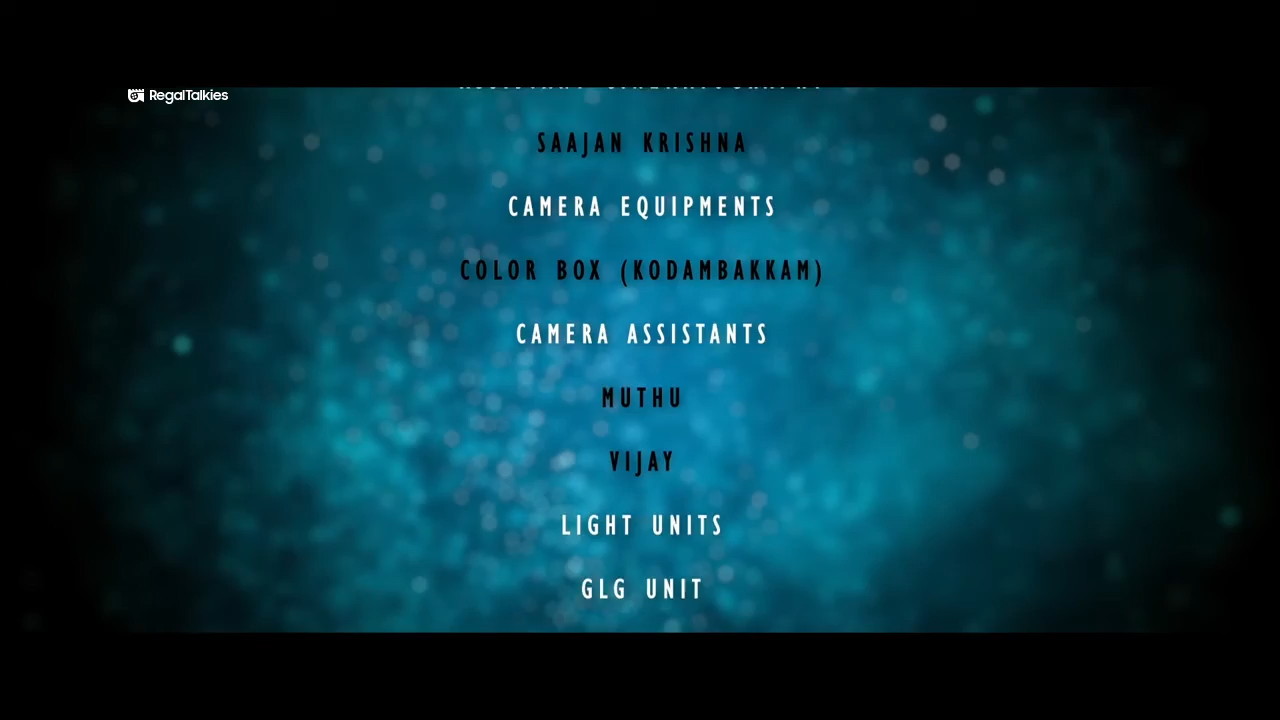 RegalTalkies
SAAJAN KRISHNA
CAMERA EQUIPMENTS
COLOR BOX (KODAMBAKKAM)
CAMERA ASSISTANTS
MUTHU
VIJAY
LIGHT UNITS
GLG UNIT